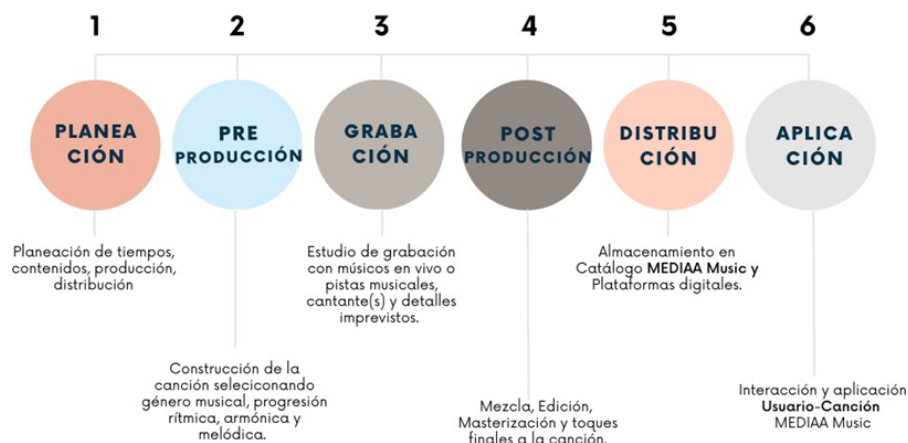 1 2 3 4 5 6
PLANEA
CIÓN
PRE
PRODUCCIÓN
GRABA
CIÓN
POST
PRODUCCIÓN
DISTRIBU
CIÓN
APLICA
CIÓN
Planeación de tiempos,
contenidos, producción,
distribución
Construcción de la
canción seleciconando
género musical, progresión
rítmica, armónica y
melódica.
Estudio de grabación
con músicos en vivo o
pistas musicales,
cantante(s) y detalles
imprevistos.
Mezcla, Edición,
Masterización y toques
finales a la canción.
Almacenamiento en
Catálogo MEDIAA Music y
Plataformas digitales.
Interacción y aplicación
Usuario-Canción
MEDIAA Music